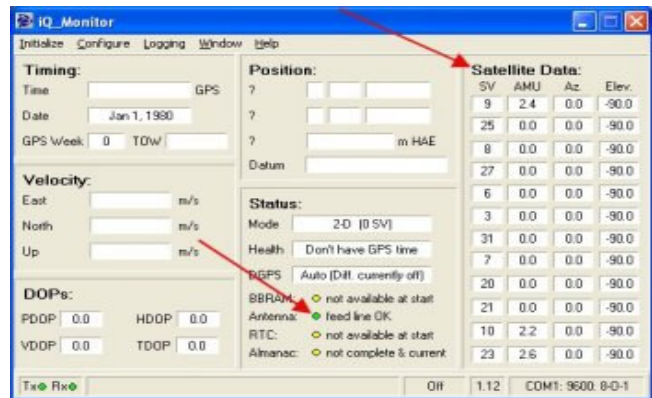 iQ_Monitor
Initialize Configure Logging Window Help
Timing:
Time GPS
Date Jan 1, 1980
GPS Week 0 TOW
Velocity:
East m/s
North m/s
Up m/s
DOPs:
PDOP 0.0 HDOP 0.0
VDOP 0.0 TDOP 0.0
Position:
?
?
? m HAE
Datum
Status:
Mode 2-D (0 SV)
Health Don't have GPS time
DGPS Auto (Diff. currently off)
BBRAM: not available at start
Antenna: feed line OK
RTC: not available at start
Almanac: not complete & current
Satellite Data:
SV AMU Az. Elev.
9 2.4 0.0 -90.0
25 0.0 0.0 -90.0
8 0.0 0.0 -90.0
27 0.0 0.0 -90.0
6 0.0 0.0 -90.0
3 0.0 0.0 -90.0
31 0.0 0.0 -90.0
7 0.0 0.0 -90.0
20 0.0 0.0 -90.0
21 0.0 0.0 -90.0
10 2.2 0.0 -90.0
23 2.6 0.0 -90.0
Tx Rx Off 1.12 COM1: 9600: 8-O-1